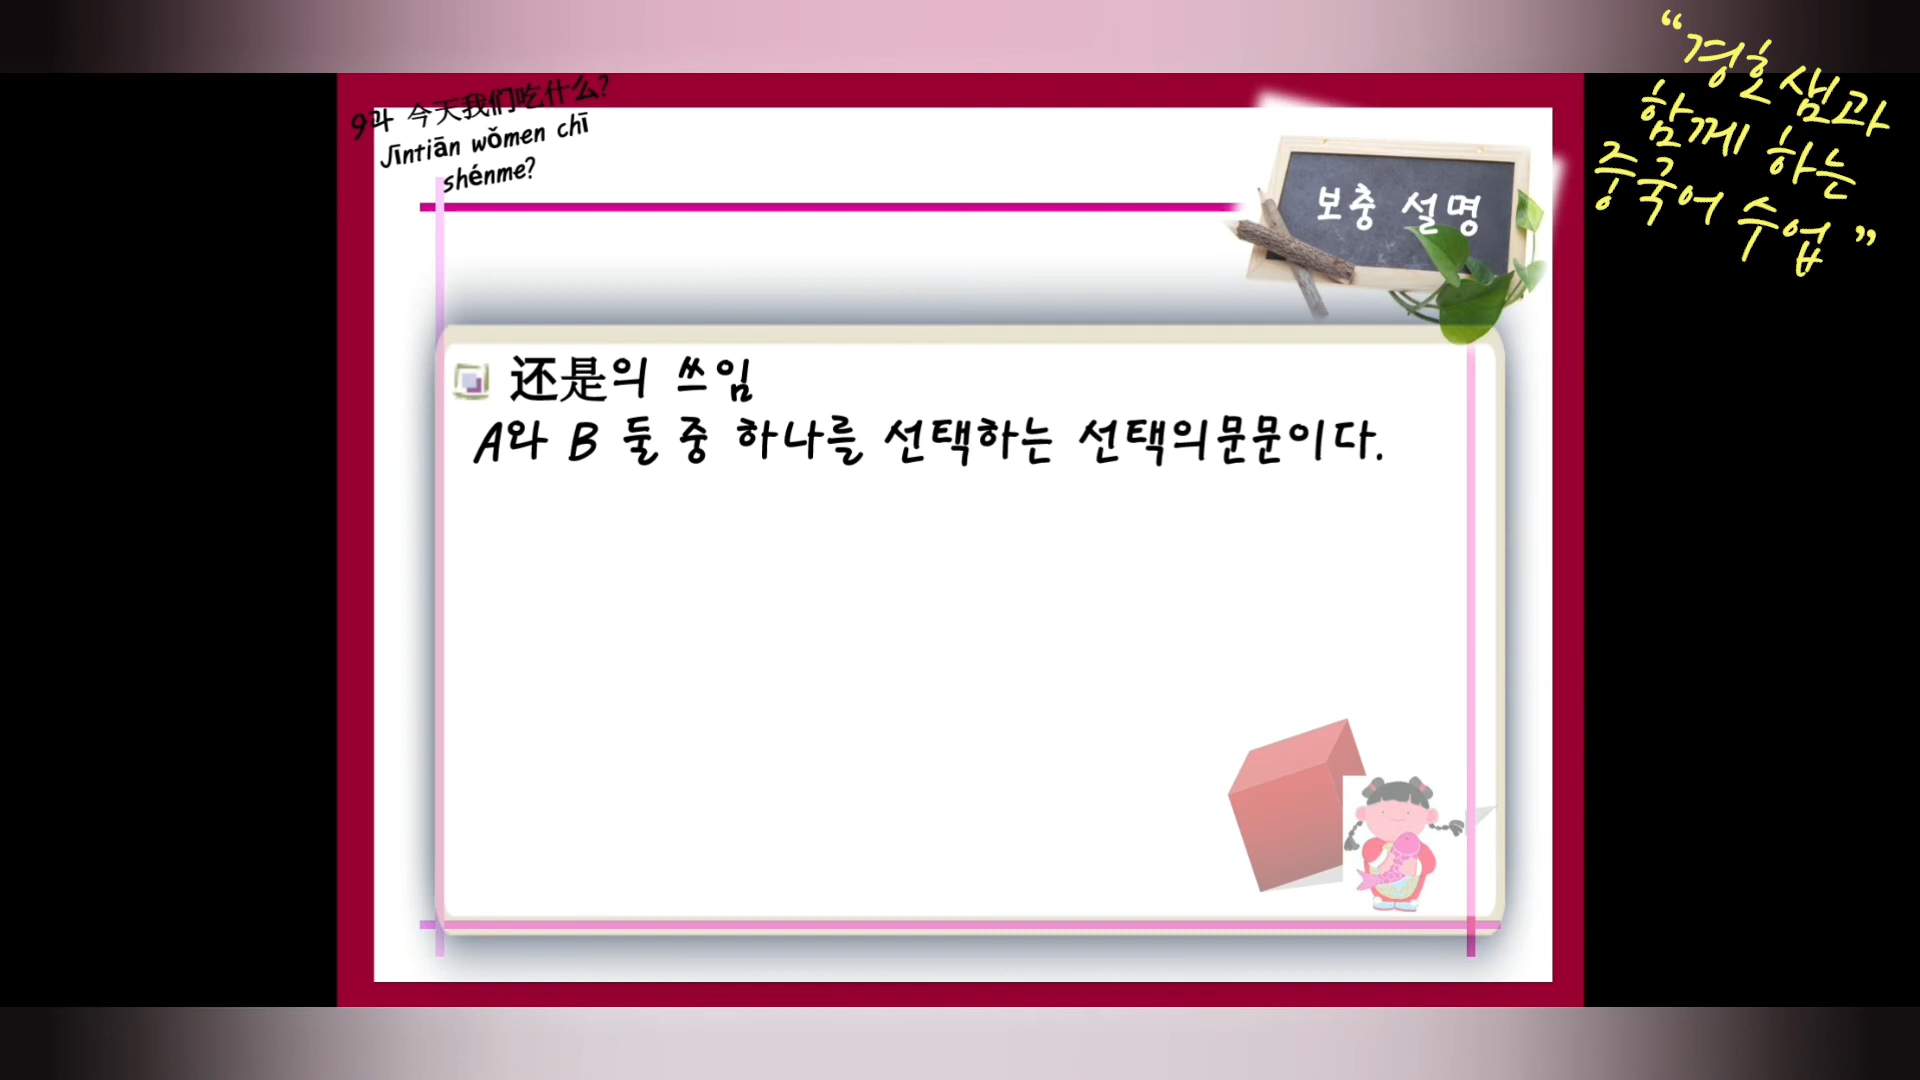 9과 今天我们吃什么?
Jīntiān wǒmen chī
shénme?
"경호샘과
함께 하는
중국어 수업"
보충 설명
还是의 쓰임
A와 B 둘 중 하나를 선택하는 선택의문문이다.